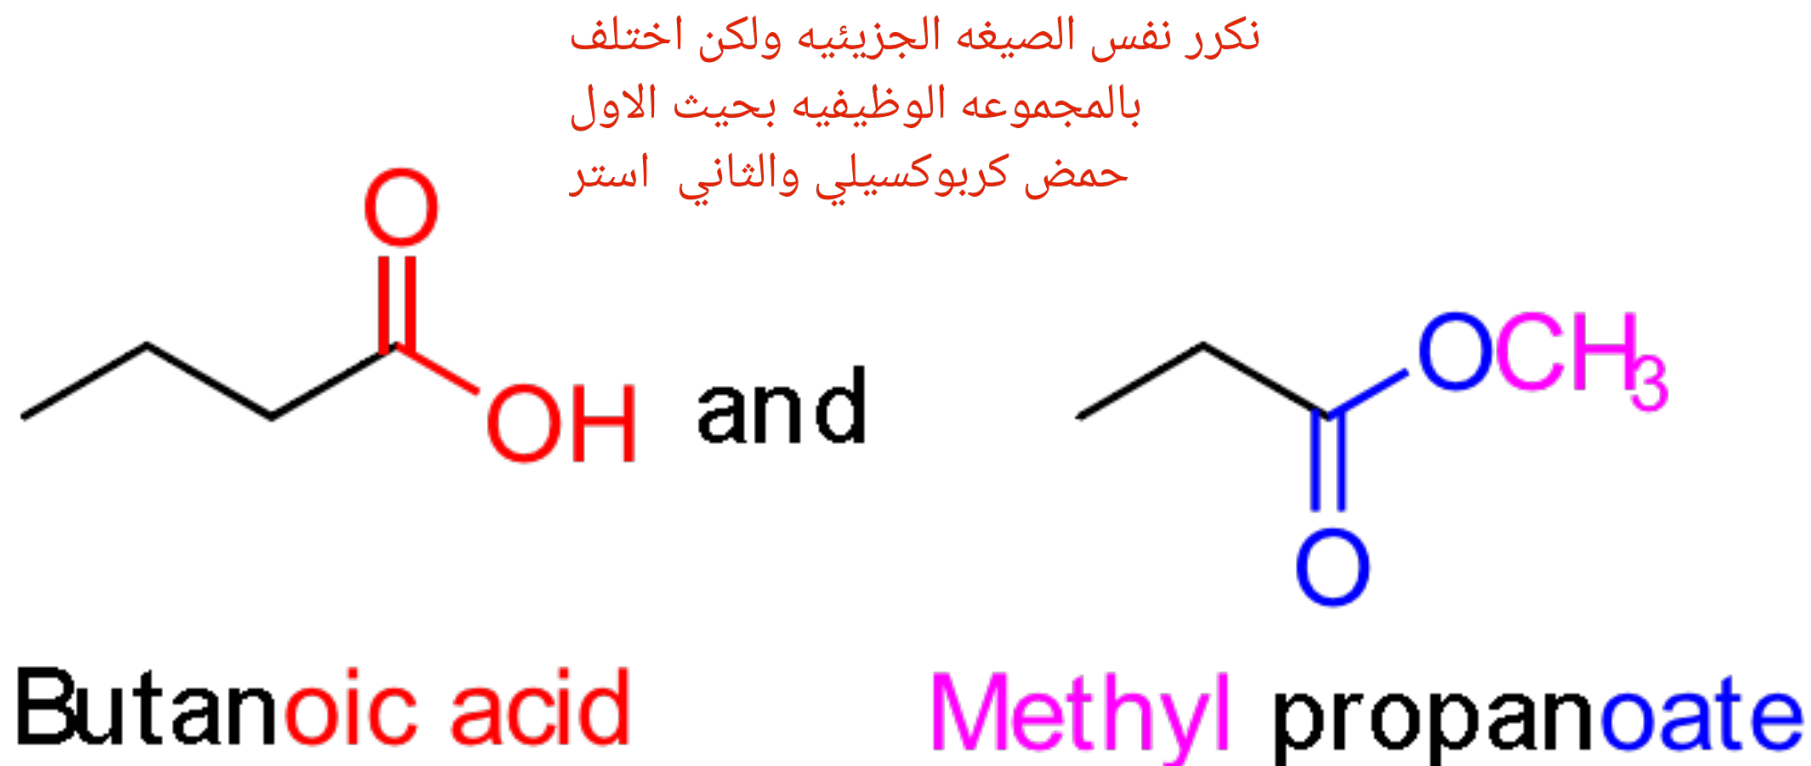 نكرر نفس الصيغه الجزيئيه ولكن اختلف
بالمجموعه الوظيفيه بحيث الاول
حمض كربوكسيلي والثاني استر
O
OH
and
OCH3
O
Butanoic acid
Methyl propanoate